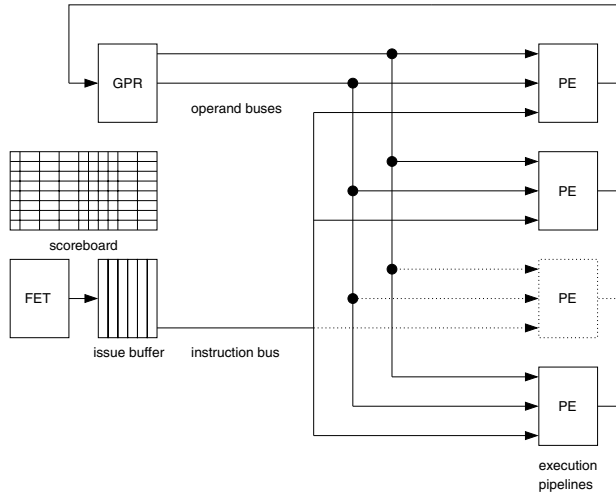 GPR
PE
operand buses
PE
scoreboard
FET
PE
issue buffer
instruction bus
PE
execution
pipelines